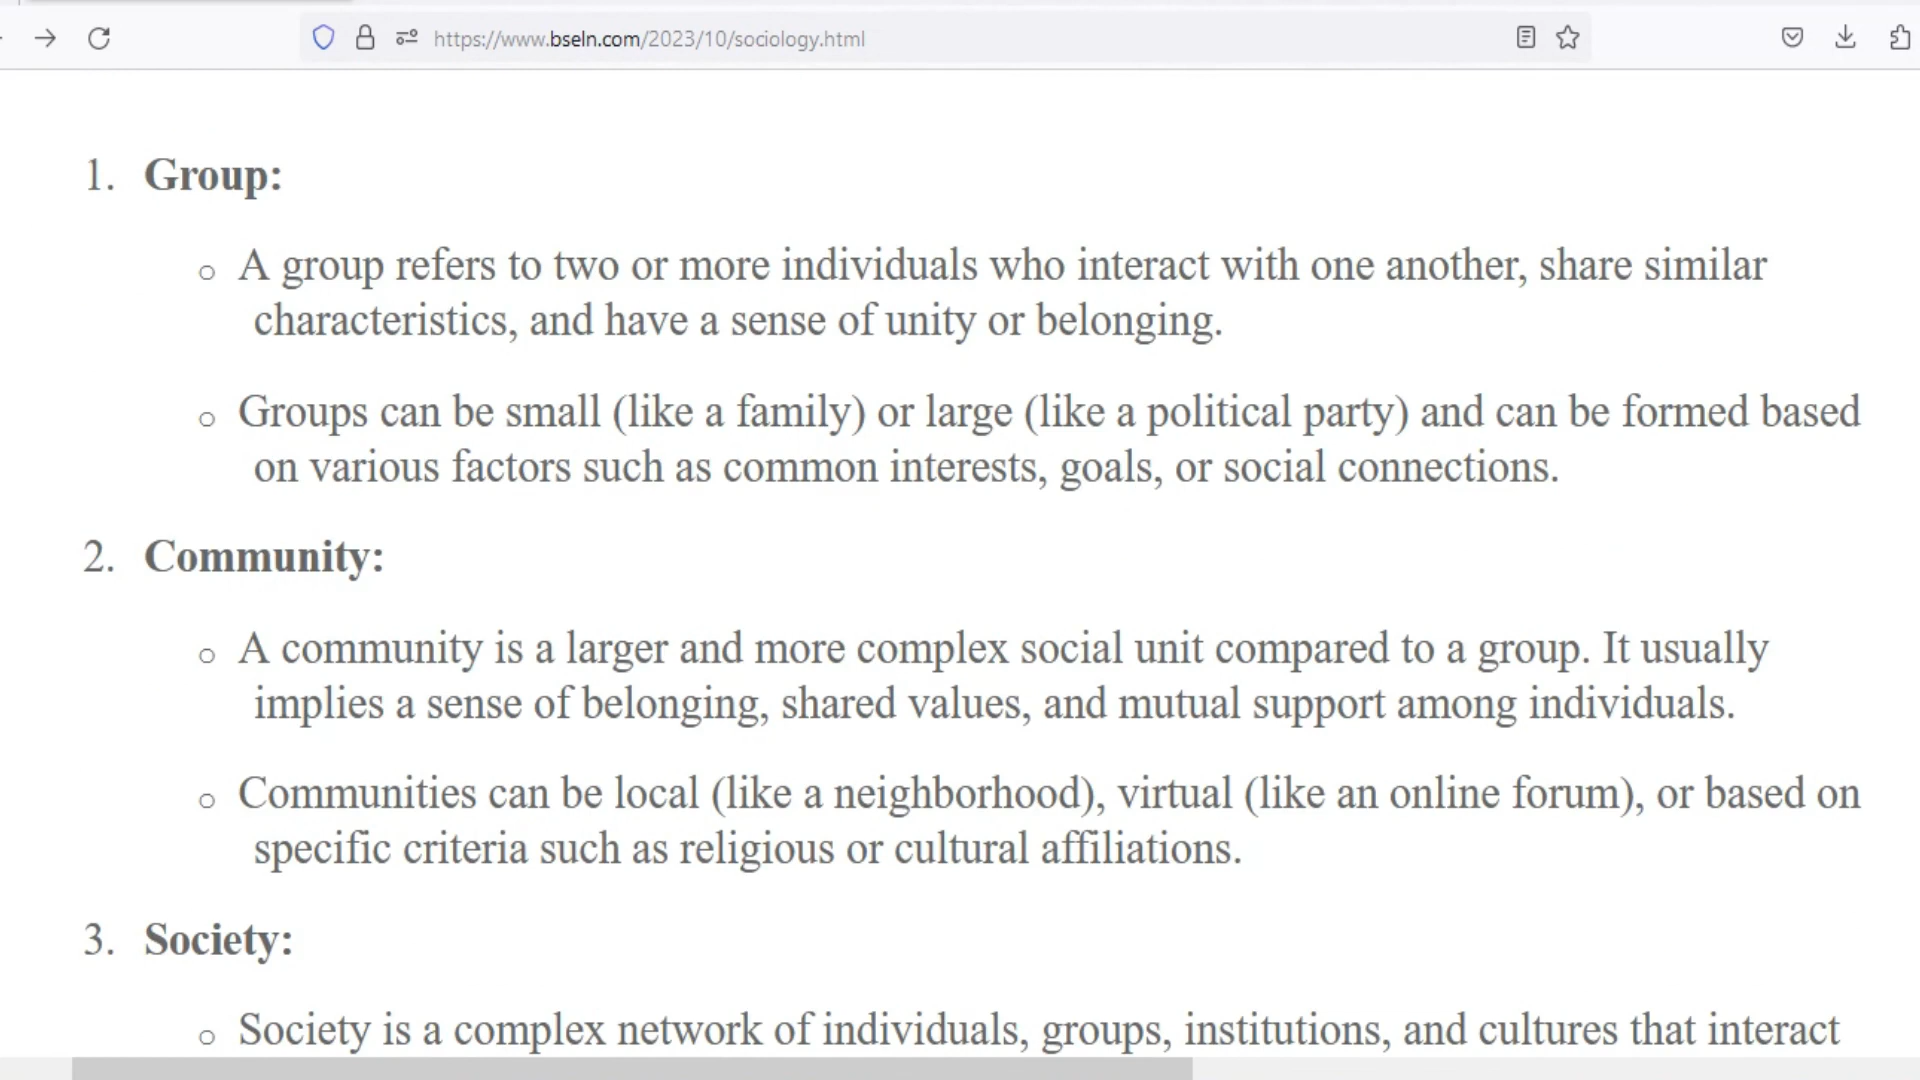 https://www.bseln.com/2023/10/sociology.html
1. Group:
○ A group refers to two or more individuals who interact with one another, share similar
characteristics, and have a sense of unity or belonging.
○ Groups can be small (like a family) or large (like a political party) and can be formed based
on various factors such as common interests, goals, or social connections.
2. Community:
○ A community is a larger and more complex social unit compared to a group. It usually
implies a sense of belonging, shared values, and mutual support among individuals.
○ Communities can be local (like a neighborhood), virtual (like an online forum), or based on
specific criteria such as religious or cultural affiliations.
3. Society:
○ Society is a complex network of individuals, groups, institutions, and cultures that interact